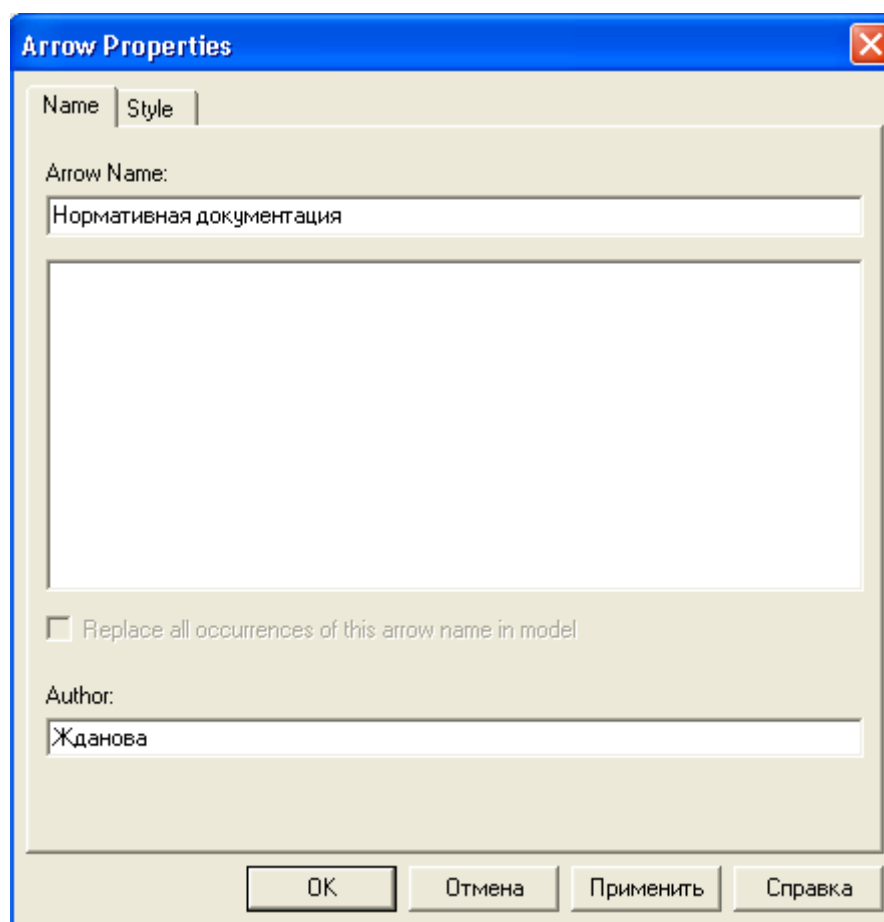 Arrow Properties
Name Style
Arrow Name:
Нормативная документация
Replace all occurrences of this arrow name in model
Author:
Жданова
OK Отмена Применить Справка